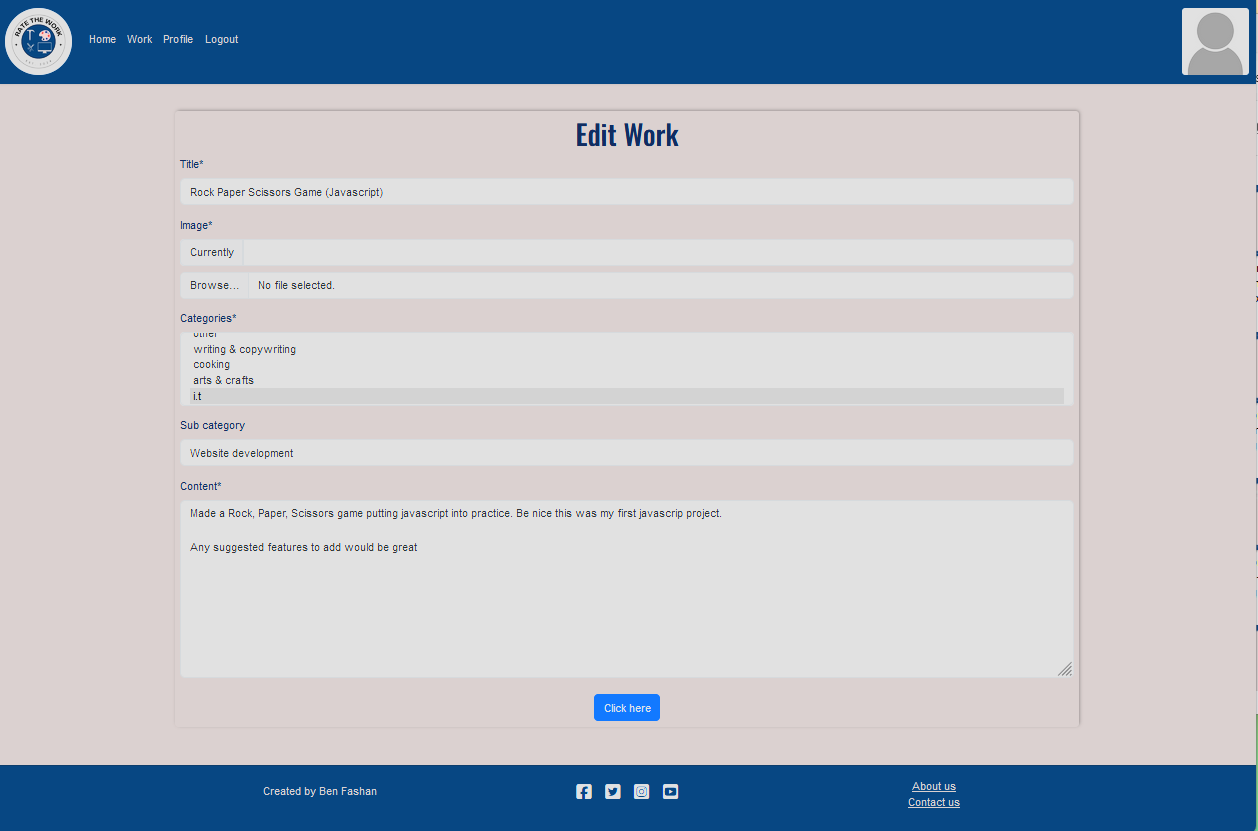 RATE THE WORK
Home Work Profile Logout
Edit Work
Title*
Rock Paper Scissors Game (Javascript)
Image*
Currently
Browse... No file selected.
Categories*
other
writing & copywriting
cooking
arts & crafts
i.t
Sub category
Website development
Content*
Made a Rock, Paper, Scissors game putting javascript into practice. Be nice this was my first javascrip project.
Any suggested features to add would be great
Click here
Created by Ben Fashan
About us
Contact us